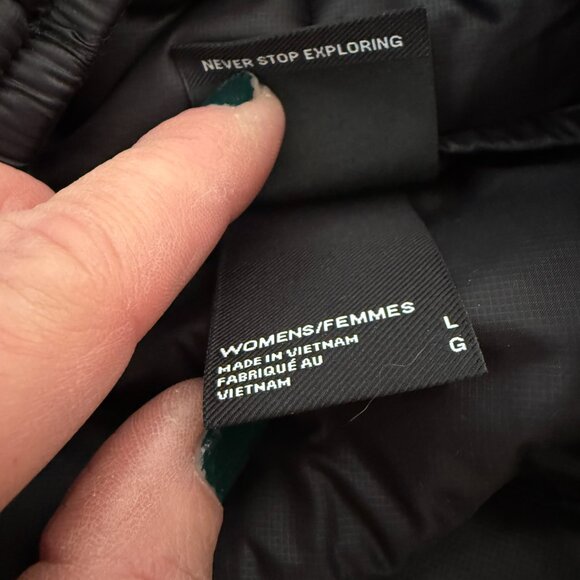 NEVER STOP EXPLORING
WOMENS/FEMMES L
MADE IN VIETNAM G
FABRIQUÉ AU
VIETNAM